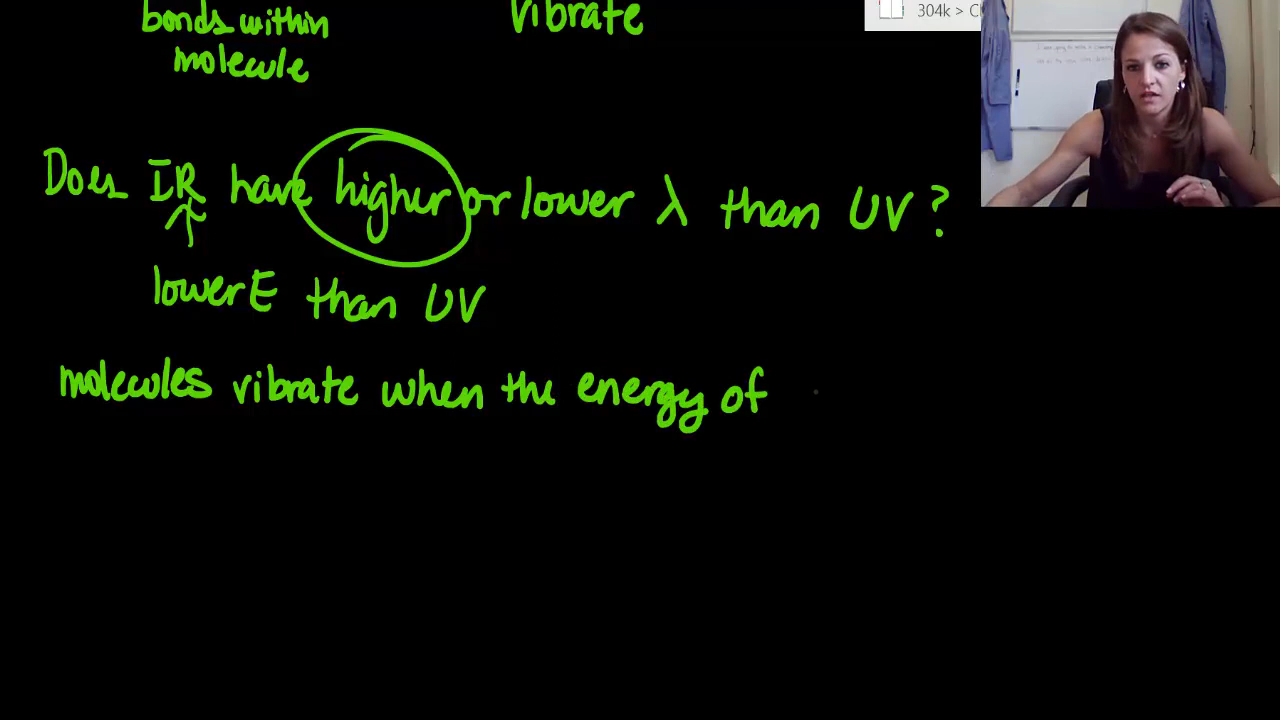 bonds within
molecule
vibrate
304k > C
Does IR have higher or lower λ than UV?
lower E than UV
molecules vibrate when the energy of